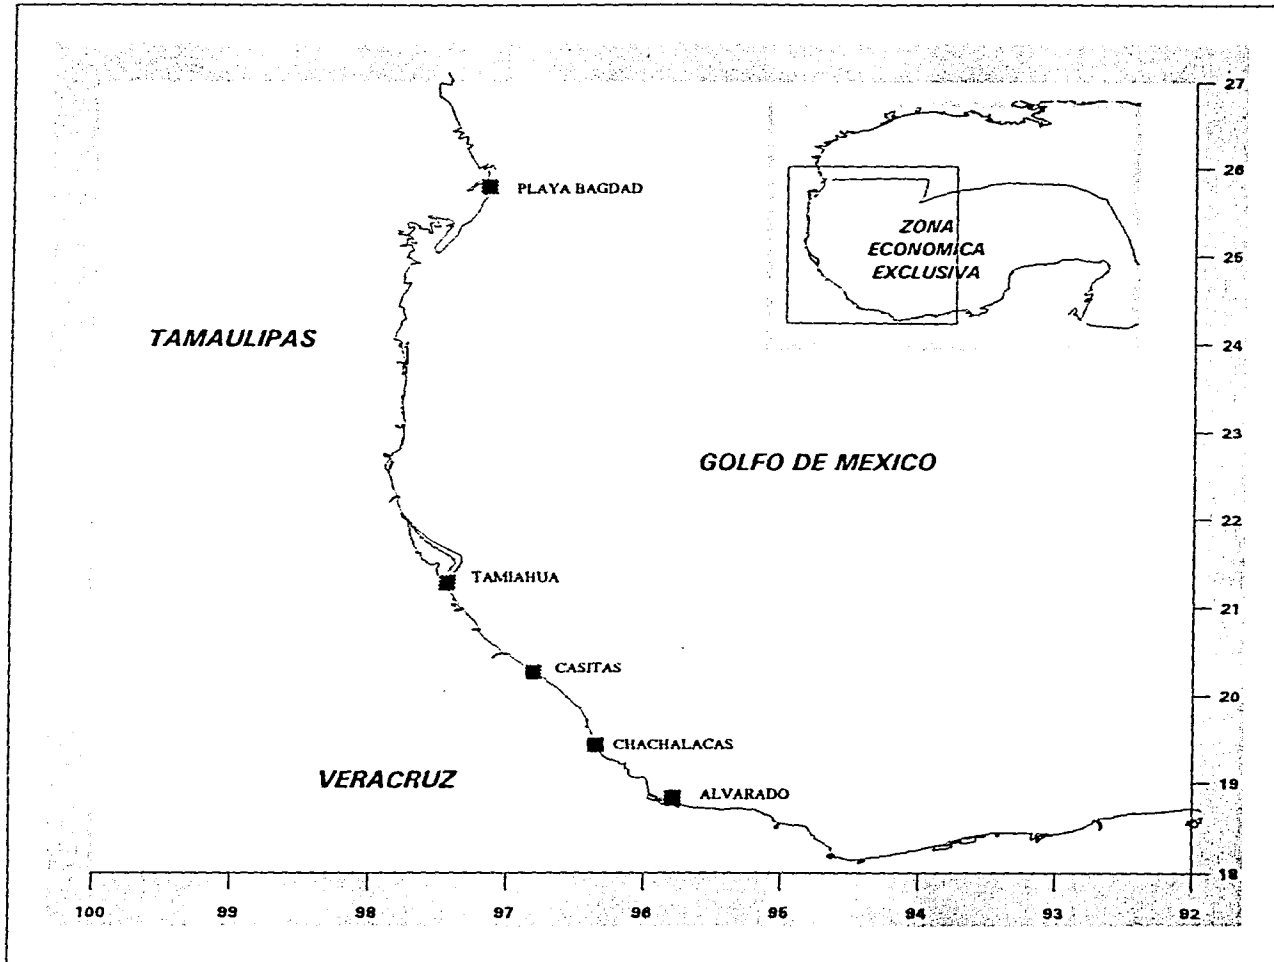 27
26
PLAYA BAGDAD
ZONA
ECONOMICA
EXCLUSIVA
25
TAMAULIPAS
24
GOLFO DE MEXICO
23
22
TAMIAHUA
21
CASITAS
20
CHACHALACAS
VERACRUZ
ALVARADO
19
18
100 99 98 97 96 95 94 93 92